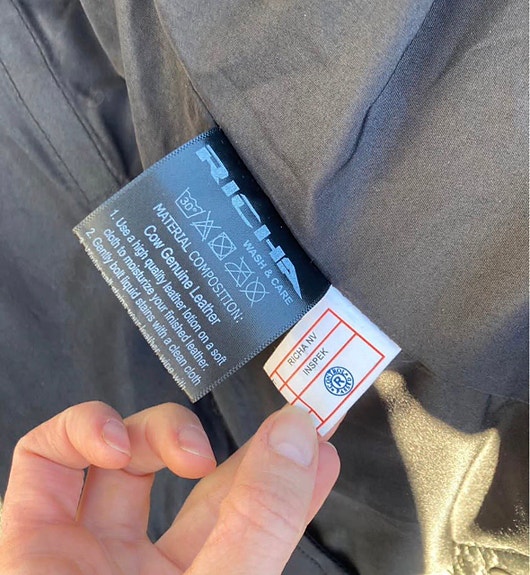 RICHA
WASH & CARE
30°
MATERIAL COMPOSITION:
Cow Genuine Leather
1. Use a high quality leather lotion on a soft
cloth to moisturize your finished leather.
2. Gently bolt liquid stains with a clean cloth
RICHA NV
INSPEK
R